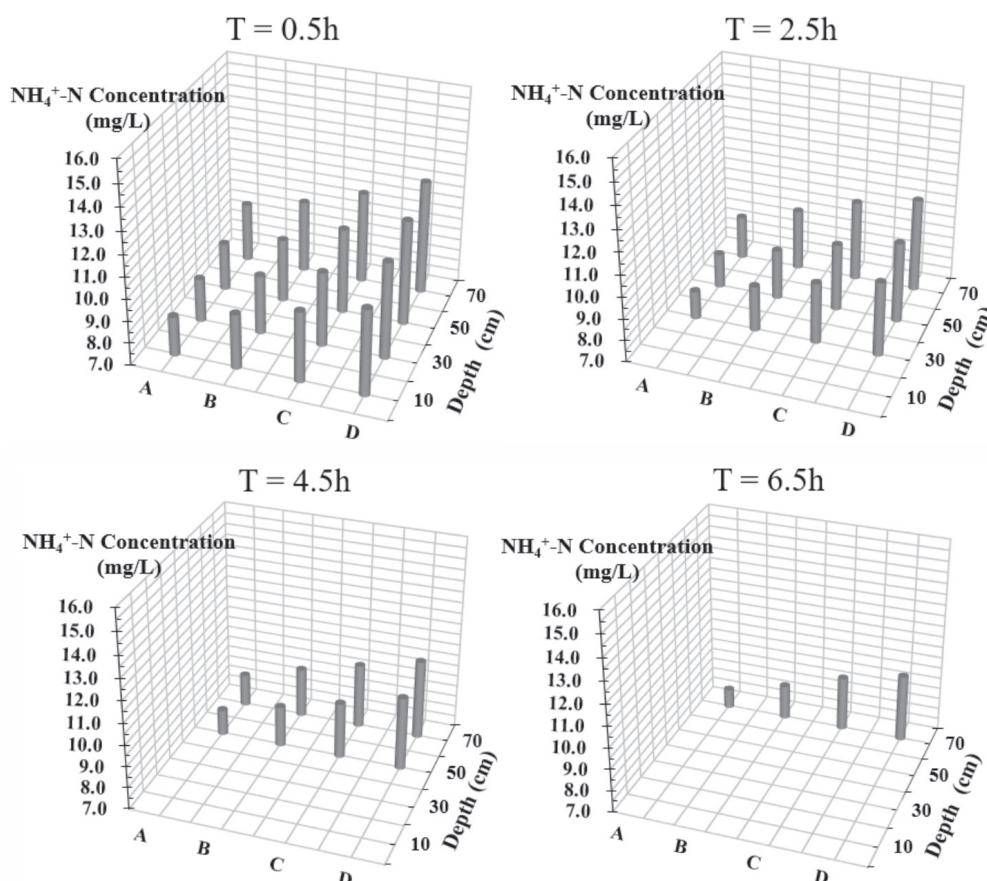 T = 0.5h
NH₄⁺-N Concentration
(mg/L)
16.0
15.0
14.0
13.0
12.0
11.0
10.0
9.0
8.0
7.0
A
B
C
D
10
30
50
70
Depth (cm)
T = 2.5h
NH₄⁺-N Concentration
(mg/L)
16.0
15.0
14.0
13.0
12.0
11.0
10.0
9.0
8.0
7.0
A
B
C
D
10
30
50
70
Depth (cm)
T = 4.5h
NH₄⁺-N Concentration
(mg/L)
16.0
15.0
14.0
13.0
12.0
11.0
10.0
9.0
8.0
7.0
A
B
C
D
10
30
50
70
Depth (cm)
T = 6.5h
NH₄⁺-N Concentration
(mg/L)
16.0
15.0
14.0
13.0
12.0
11.0
10.0
9.0
8.0
7.0
A
B
C
D
10
30
50
70
Depth (cm)